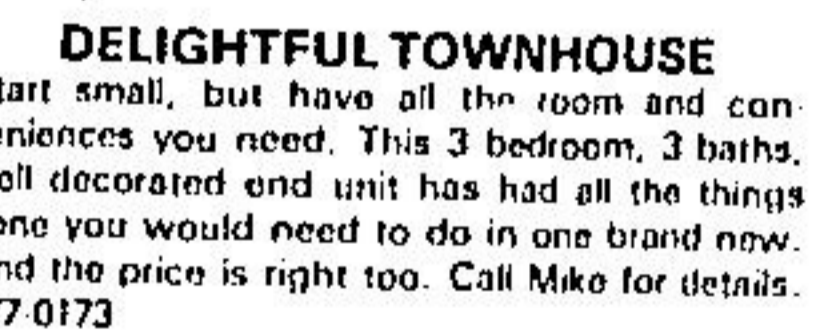 DELIGHTFUL TOWNHOUSE
tart small, but have all the room and con-
eniences you need. This 3 bedroom, 3 baths,
ell decorated end unit has had all the things
one you would need to do in one brand new.
nd the price is right too. Call Mike for details.
7-0173